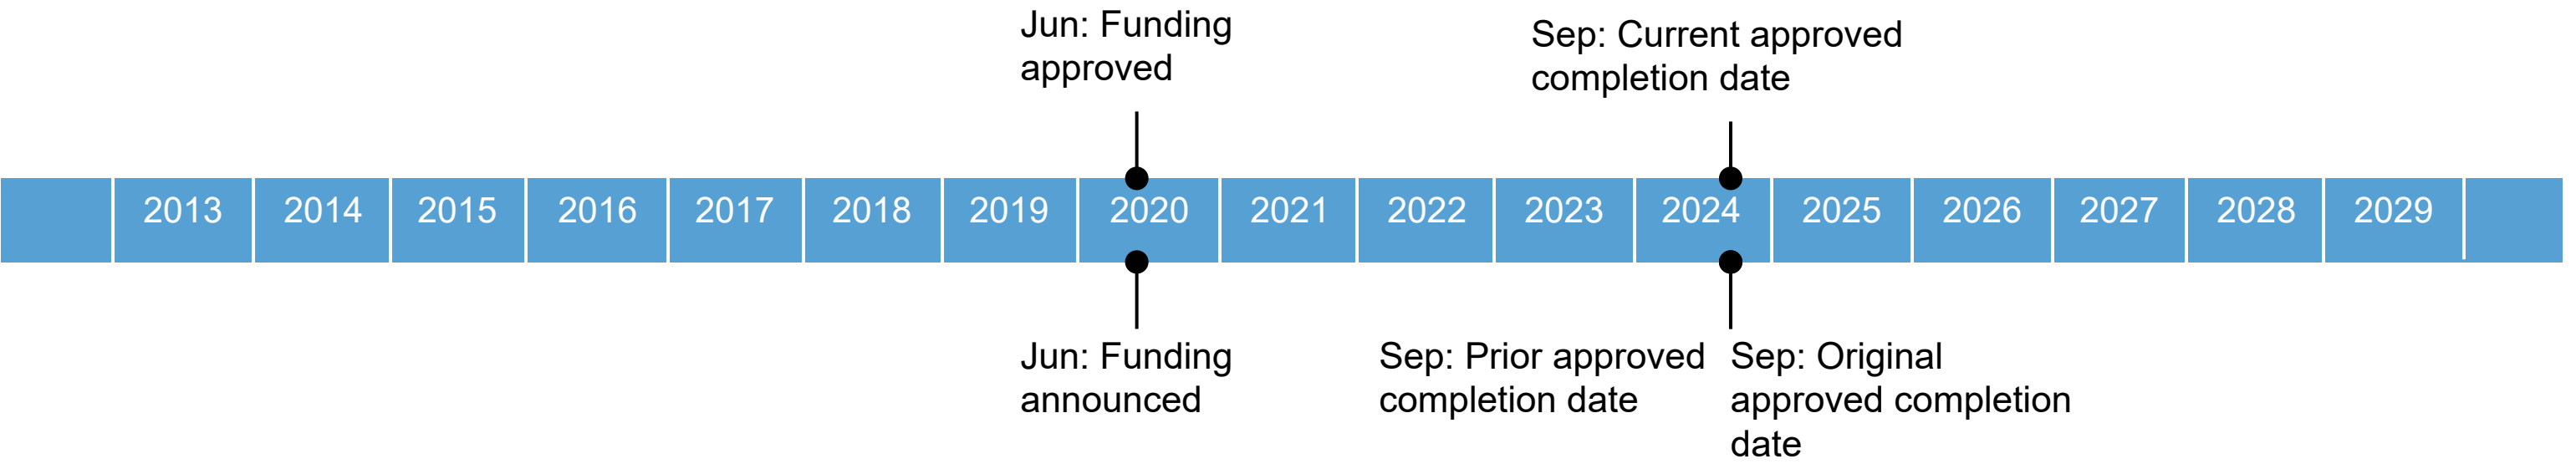 Jun: Funding
approved
Sep: Current approved
completion date
2013 2014 2015 2016 2017 2018 2019 2020 2021 2022 2023 2024 2025 2026 2027 2028 2029
Jun: Funding
announced
Sep: Prior approved
completion date
Sep: Original
approved completion
date